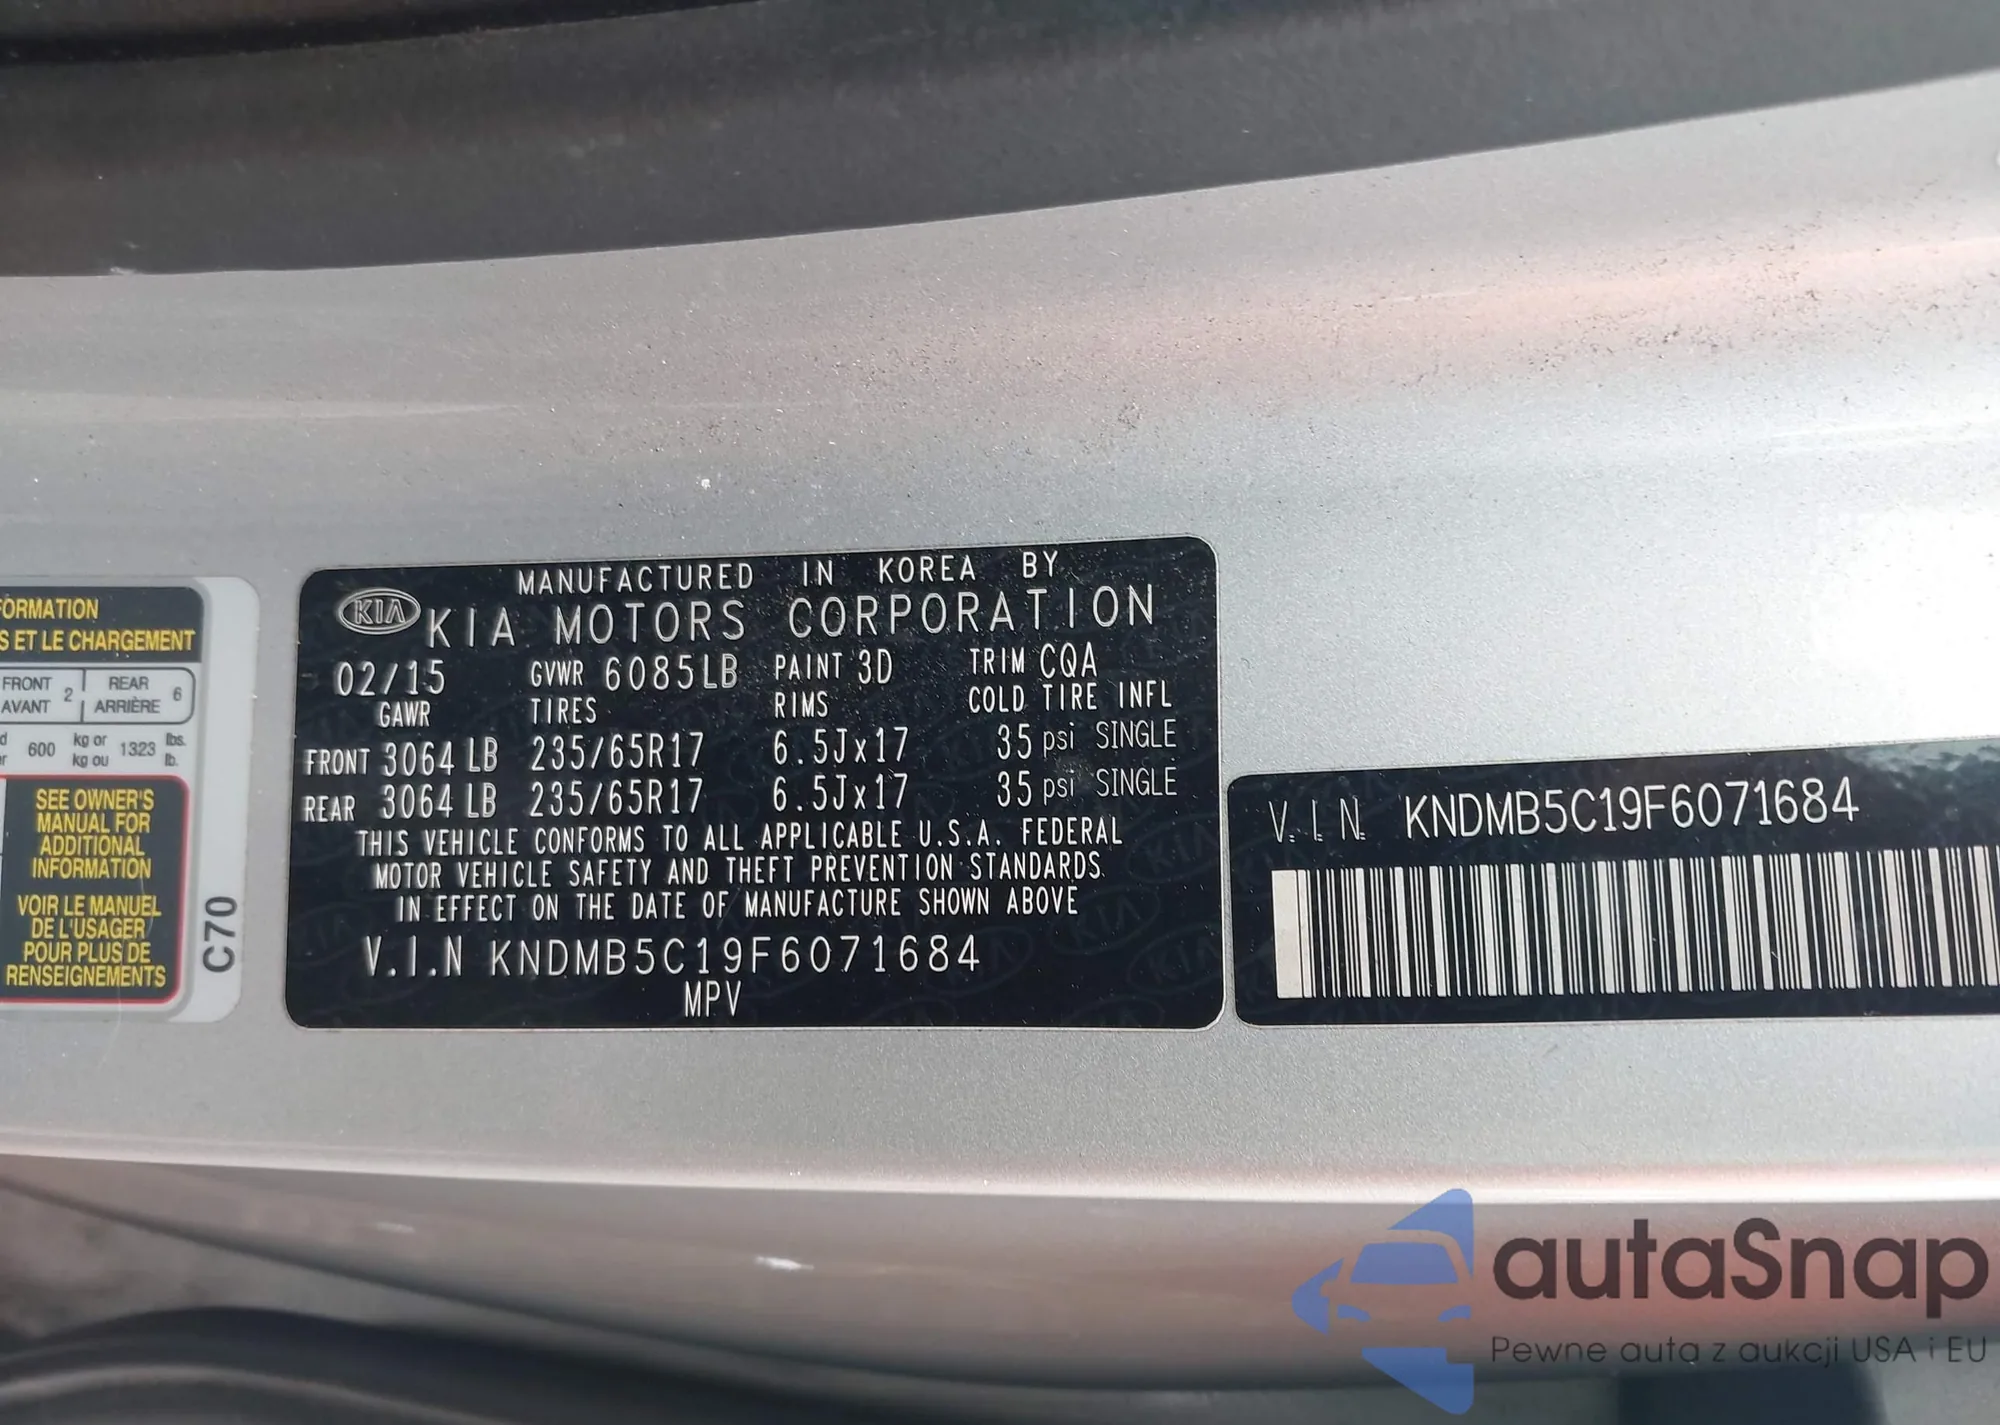 FORMATION
S ET LE CHARGEMENT
FRONT 2 REAR 6
AVANT ARRIÈRE
600 kg or 1323 lbs.
kg ou lb.
SEE OWNER'S
MANUAL FOR
ADDITIONAL
INFORMATION
VOIR LE MANUEL
DE L'USAGER
POUR PLUS DE
RENSEIGNEMENTS
C70
MANUFACTURED IN KOREA BY
KIA KIA MOTORS CORPORATION
02/15 GVWR 6085LB PAINT 3D TRIM CQA
GAWR TIRES RIMS COLD TIRE INFL
FRONT 3064 LB 235/65R17 6.5Jx17 35 psi SINGLE
REAR 3064 LB 235/65R17 6.5Jx17 35 psi SINGLE
THIS VEHICLE CONFORMS TO ALL APPLICABLE U.S.A. FEDERAL
MOTOR VEHICLE SAFETY AND THEFT PREVENTION STANDARDS
IN EFFECT ON THE DATE OF MANUFACTURE SHOWN ABOVE
V.I.N KNDMB5C19F6071684
MPV
V.I.N. KNDMB5C19F6071684
autaSnap
Pewne auta z aukcji USA i EU